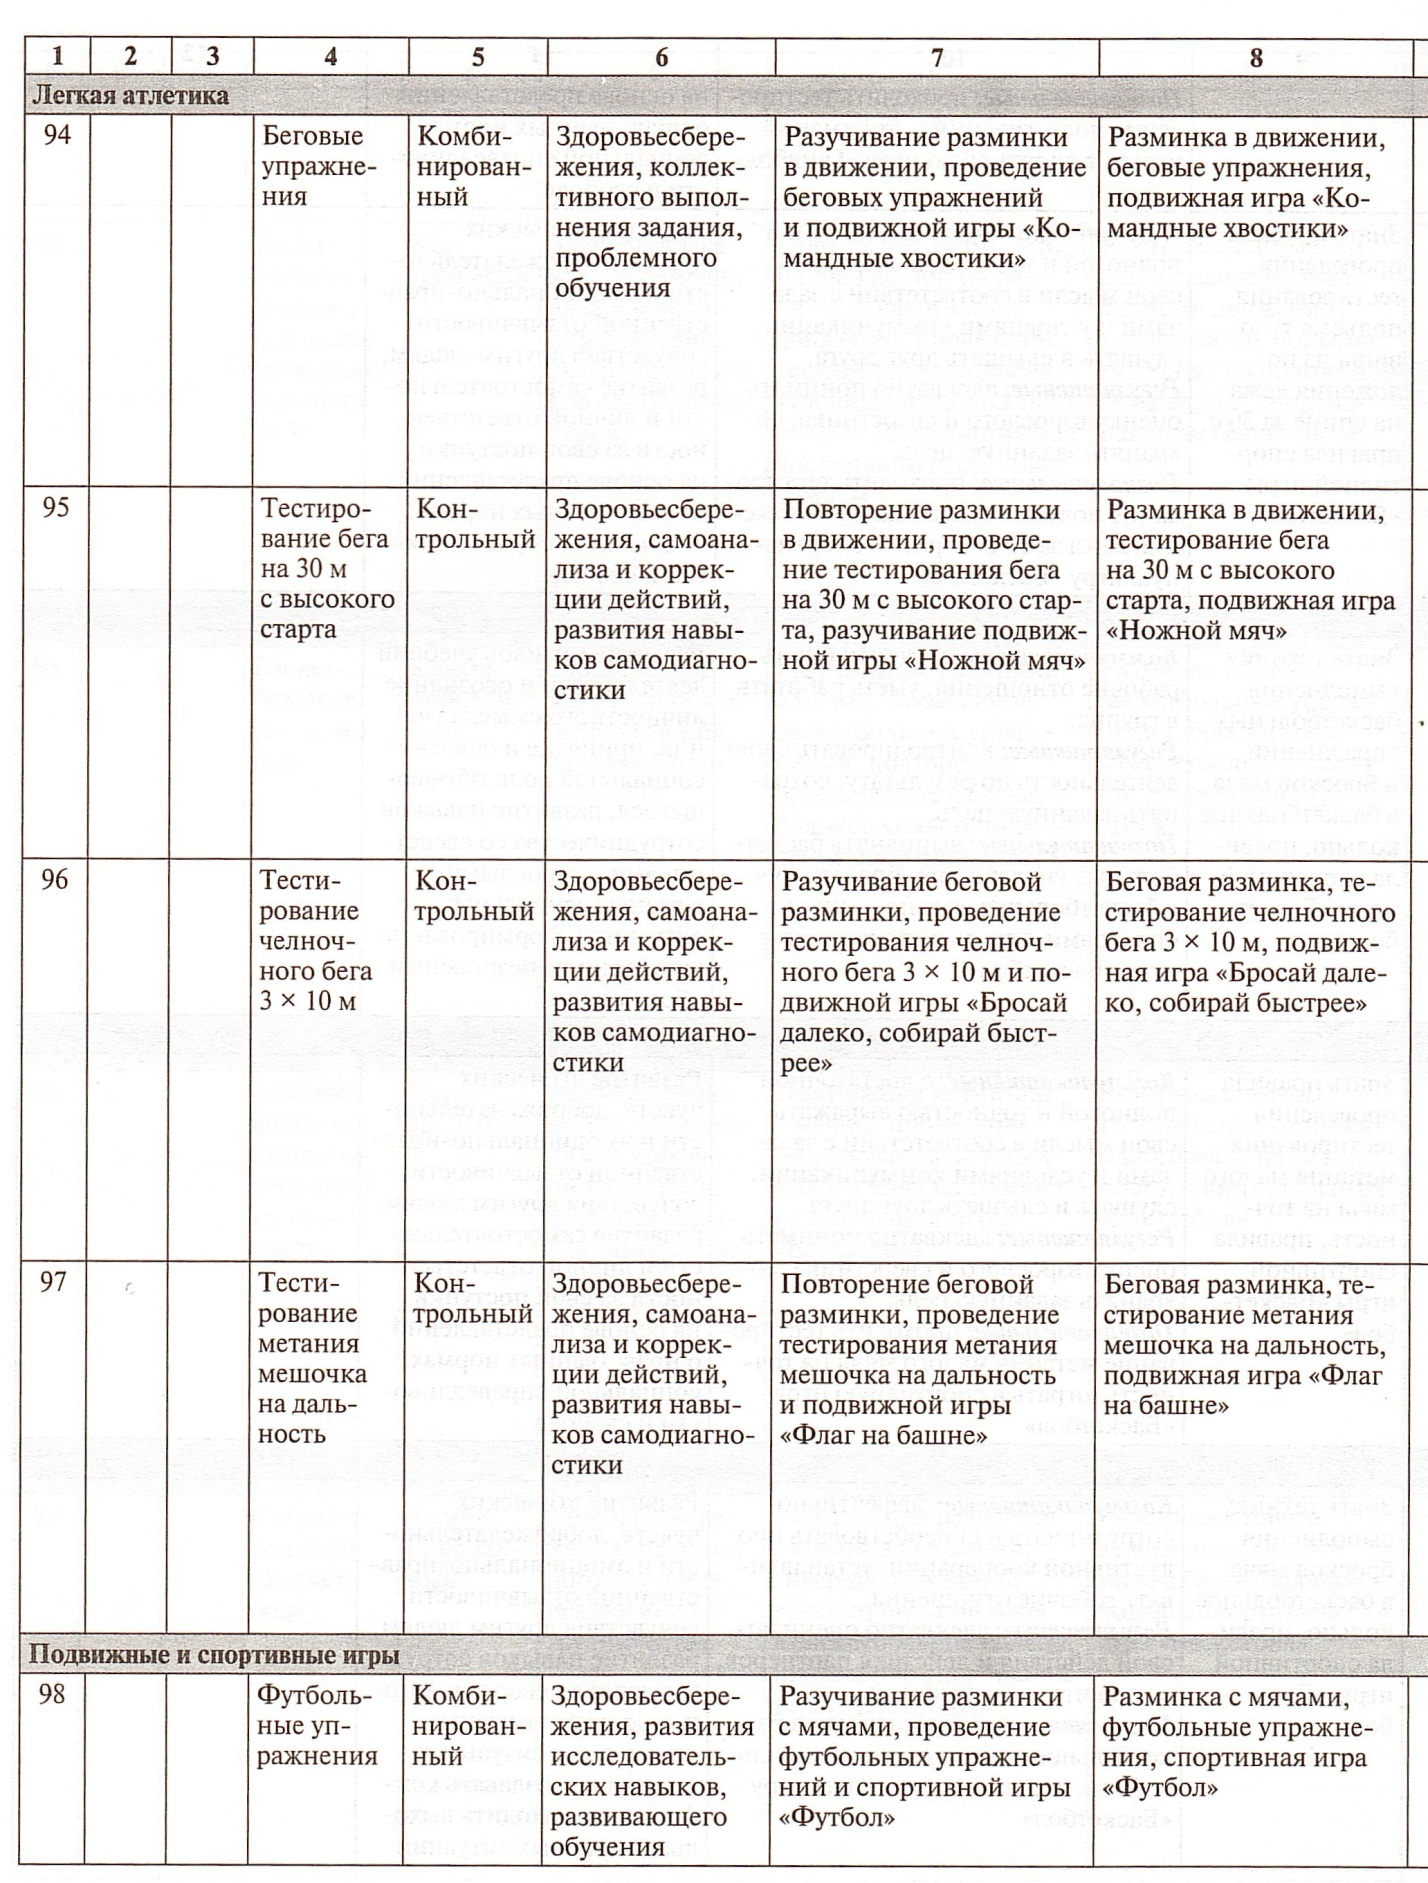 1 2 3 4 5 6 7 8
Легкая атлетика
94
Беговые
упражне-
ния
Комби-
нирован-
ный
Здоровьесбере-
жения, коллек-
тивного выпол-
нения задания,
проблемного
обучения
Разучивание разминки
в движении, проведение
беговых упражнений
и подвижной игры «Ко-
мандные хвостики»
Разминка в движении,
беговые упражнения,
подвижная игра «Ко-
мандные хвостики»
95
Тестиро-
вание бега
на 30 м
с высокого
старта
Кон-
трольный
Здоровьесбере-
жения, самоана-
лиза и коррек-
ции действий,
развития навы-
ков самодиагно-
стики
Повторение разминки
в движении, проведе-
ние тестирования бега
на 30 м с высокого стар-
та, разучивание подвиж-
ной игры «Ножной мяч»
Разминка в движении,
тестирование бега
на 30 м с высокого
старта, подвижная игра
«Ножной мяч»
96
Тести-
рование
челноч-
ного бега
3 × 10 м
Кон-
трольный
Здоровьесбере-
жения, самоана-
лиза и коррек-
ции действий,
развития навы-
ков самодиагно-
стики
Разучивание беговой
разминки, проведение
тестирования челноч-
ного бега 3 × 10 м и по-
движной игры «Бросай
далеко, собирай быст-
рее»
Беговая разминка, те-
стирование челночного
бега 3 × 10 м, подвиж-
ная игра «Бросай дале-
ко, собирай быстрее»
97
Тести-
рование
метания
мешочка
на даль-
ность
Кон-
трольный
Здоровьесбере-
жения, самоана-
лиза и коррек-
ции действий,
развития навы-
ков самодиагно-
стики
Повторение беговой
разминки, проведение
тестирования метания
мешочка на дальность
и подвижной игры
«Флаг на башне»
Беговая разминка, те-
стирование метания
мешочка на дальность,
подвижная игра «Флаг
на башне»
Подвижные и спортивные игры
98
Футболь-
ные уп-
ражнения
Комби-
нирован-
ный
Здоровьесбере-
жения, развития
исследователь-
ских навыков,
развивающего
обучения
Разучивание разминки
с мячами, проведение
футбольных упражне-
ний и спортивной игры
«Футбол»
Разминка с мячами,
футбольные упражне-
ния, спортивная игра
«Футбол»